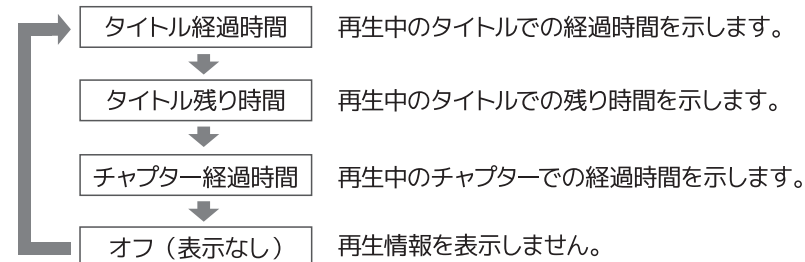 タイトル経過時間 再生中のタイトルでの経過時間を示します。
タイトル残り時間 再生中のタイトルでの残り時間を示します。
チャプター経過時間 再生中のチャプターでの経過時間を示します。
オフ（表示なし） 再生情報を表示しません。